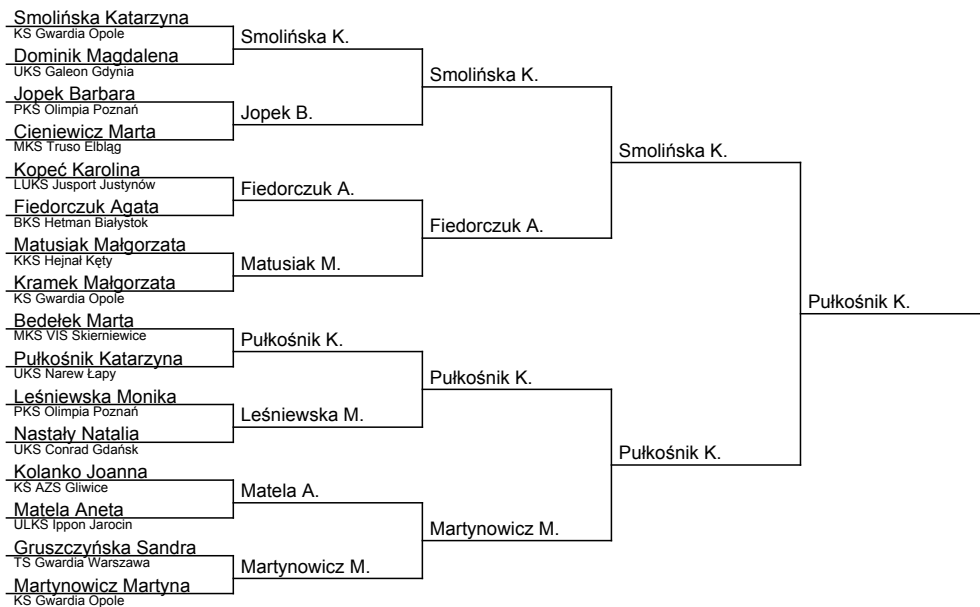 Smolińska Katarzyna
KS Gwardia Opole
Dominik Magdalena
UKS Galeon Gdynia
Jopek Barbara
PKS Olimpia Poznań
Cieniewicz Marta
MKS Truso Elbląg
Kopeć Karolina
LUKS Jusport Justynów
Fiedorczuk Agata
BKS Hetman Białystok
Matusiak Małgorzata
KKS Hejnał Kęty
Kramek Małgorzata
KS Gwardia Opole
Bedełek Marta
MKS VIS Skierniewice
Pułkośnik Katarzyna
UKS Narew Łapy
Leśniewska Monika
PKS Olimpia Poznań
Nastały Natalia
UKS Conrad Gdańsk
Kolanko Joanna
KŚ AZS Gliwice
Matela Aneta
ULKS Ippon Jarocin
Gruszczyńska Sandra
TS Gwardia Warszawa
Martynowicz Martyna
KS Gwardia Opole
Smolińska K.
Jopek B.
Fiedorczuk A.
Matusiak M.
Pułkośnik K.
Leśniewska M.
Matela A.
Martynowicz M.
Smolińska K.
Fiedorczuk A.
Pułkośnik K.
Martynowicz M.
Smolińska K.
Pułkośnik K.
Pułkośnik K.